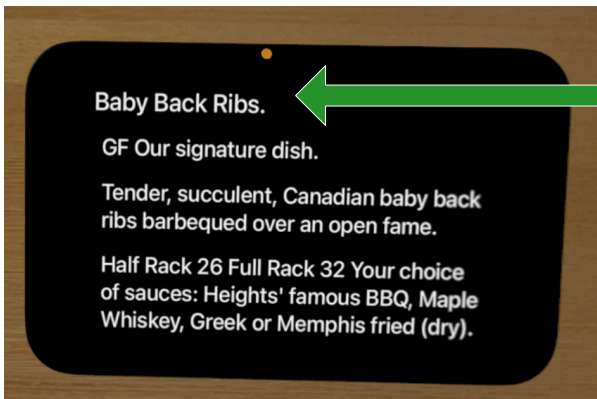 Baby Back Ribs.
GF Our signature dish.
Tender, succulent, Canadian baby back
ribs barbequed over an open fame.
Half Rack 26 Full Rack 32 Your choice
of sauces: Heights' famous BBQ, Maple
Whiskey, Greek or Memphis fried (dry).